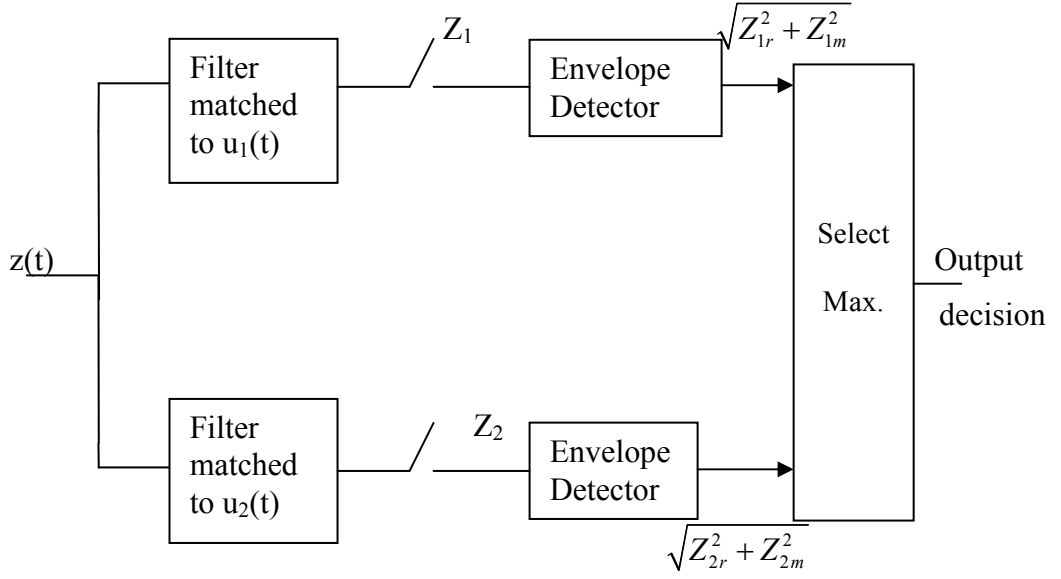 Filter
matched
to u₁(t)
Z₁
Envelope
Detector
√(Z₁ᵣ² + Z₁ₘ²)
z(t)
Select
Max.
Output
decision
Filter
matched
to u₂(t)
Z₂
Envelope
Detector
√(Z₂ᵣ² + Z₂ₘ²)